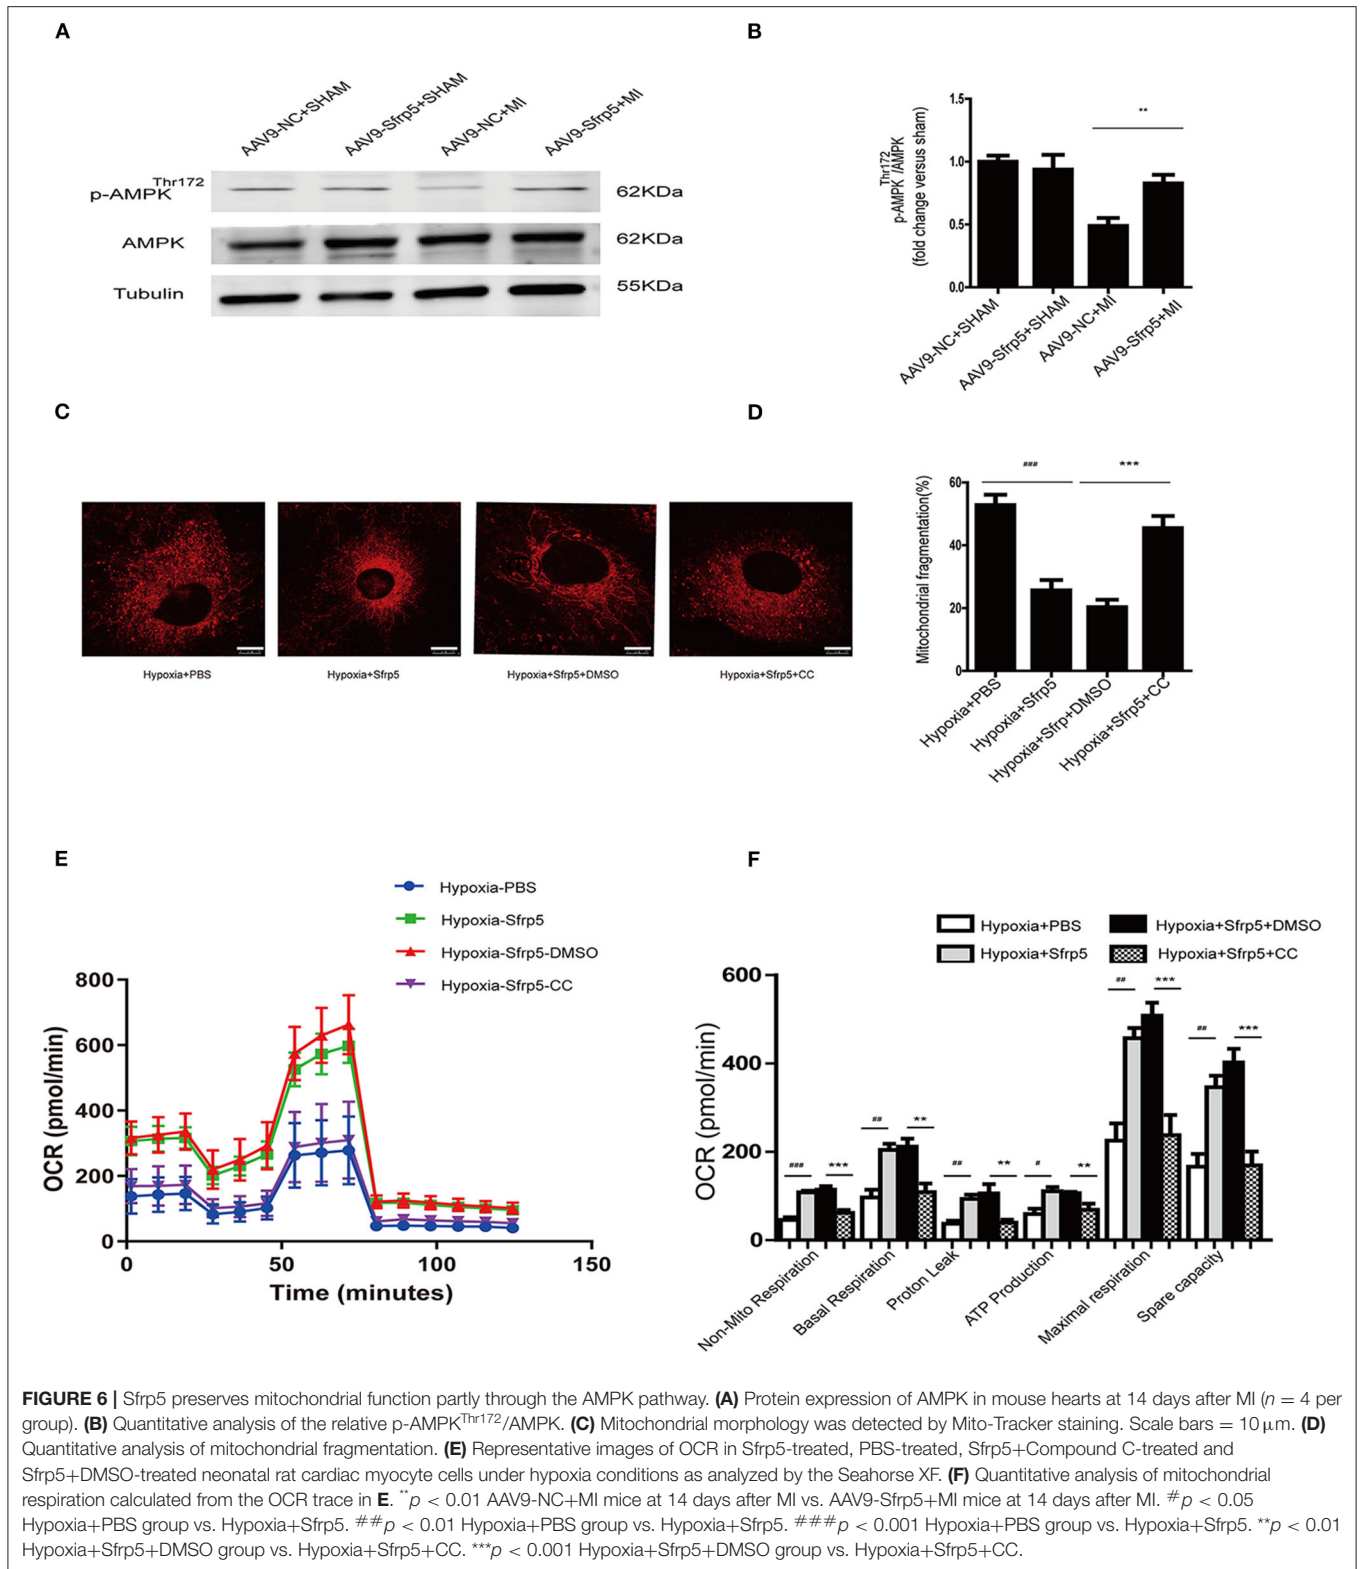 A
AAV9-NC+SHAM
AAV9-Sfrp5+SHAM
AAV9-NC+MI
AAV9-Sfrp5+MI
p-AMPK Thr172
62KDa
AMPK
62KDa
Tubulin
55KDa
B
p-AMPK Thr172/AMPK
(fold change versus sham)
1.5
1.0
0.5
0.0
**
AAV9-NC+SHAM
AAV9-Sfrp5+SHAM
AAV9-NC+MI
AAV9-Sfrp5+MI
C
Hypoxia+PBS
Hypoxia+Sfrp5
Hypoxia+Sfrp5+DMSO
Hypoxia+Sfrp5+CC
D
Mitochondrial fragmentation(%)
60
40
20
0
###
***
Hypoxia+PBS
Hypoxia+Sfrp5
Hypoxia+Sfrp+DMSO
Hypoxia+Sfrp5+CC
E
Hypoxia-PBS
Hypoxia-Sfrp5
Hypoxia-Sfrp5-DMSO
Hypoxia-Sfrp5-CC
OCR (pmol/min)
800
600
400
200
0
0 50 100 150
Time (minutes)
F
Hypoxia+PBS
Hypoxia+Sfrp5+DMSO
Hypoxia+Sfrp5
Hypoxia+Sfrp5+CC
OCR (pmol/min)
600
400
200
0
### ***
## **
## **
# **
## ***
## ***
Non-Mito Respiration
Basal Respiration
Proton Leak
ATP Production
Maximal respiration
Spare capacity
FIGURE 6 | Sfrp5 preserves mitochondrial function partly through the AMPK pathway. (A) Protein expression of AMPK in mouse hearts at 14 days after MI (n = 4 per
group). (B) Quantitative analysis of the relative p-AMPKThr172/AMPK. (C) Mitochondrial morphology was detected by Mito-Tracker staining. Scale bars = 10 μm. (D)
Quantitative analysis of mitochondrial fragmentation. (E) Representative images of OCR in Sfrp5-treated, PBS-treated, Sfrp5+Compound C-treated and
Sfrp5+DMSO-treated neonatal rat cardiac myocyte cells under hypoxia conditions as analyzed by the Seahorse XF. (F) Quantitative analysis of mitochondrial
respiration calculated from the OCR trace in E. **p < 0.01 AAV9-NC+MI mice at 14 days after MI vs. AAV9-Sfrp5+MI mice at 14 days after MI. #p < 0.05
Hypoxia+PBS group vs. Hypoxia+Sfrp5. ##p < 0.01 Hypoxia+PBS group vs. Hypoxia+Sfrp5. ###p < 0.001 Hypoxia+PBS group vs. Hypoxia+Sfrp5. **p < 0.01
Hypoxia+Sfrp5+DMSO group vs. Hypoxia+Sfrp5+CC. ***p < 0.001 Hypoxia+Sfrp5+DMSO group vs. Hypoxia+Sfrp5+CC.